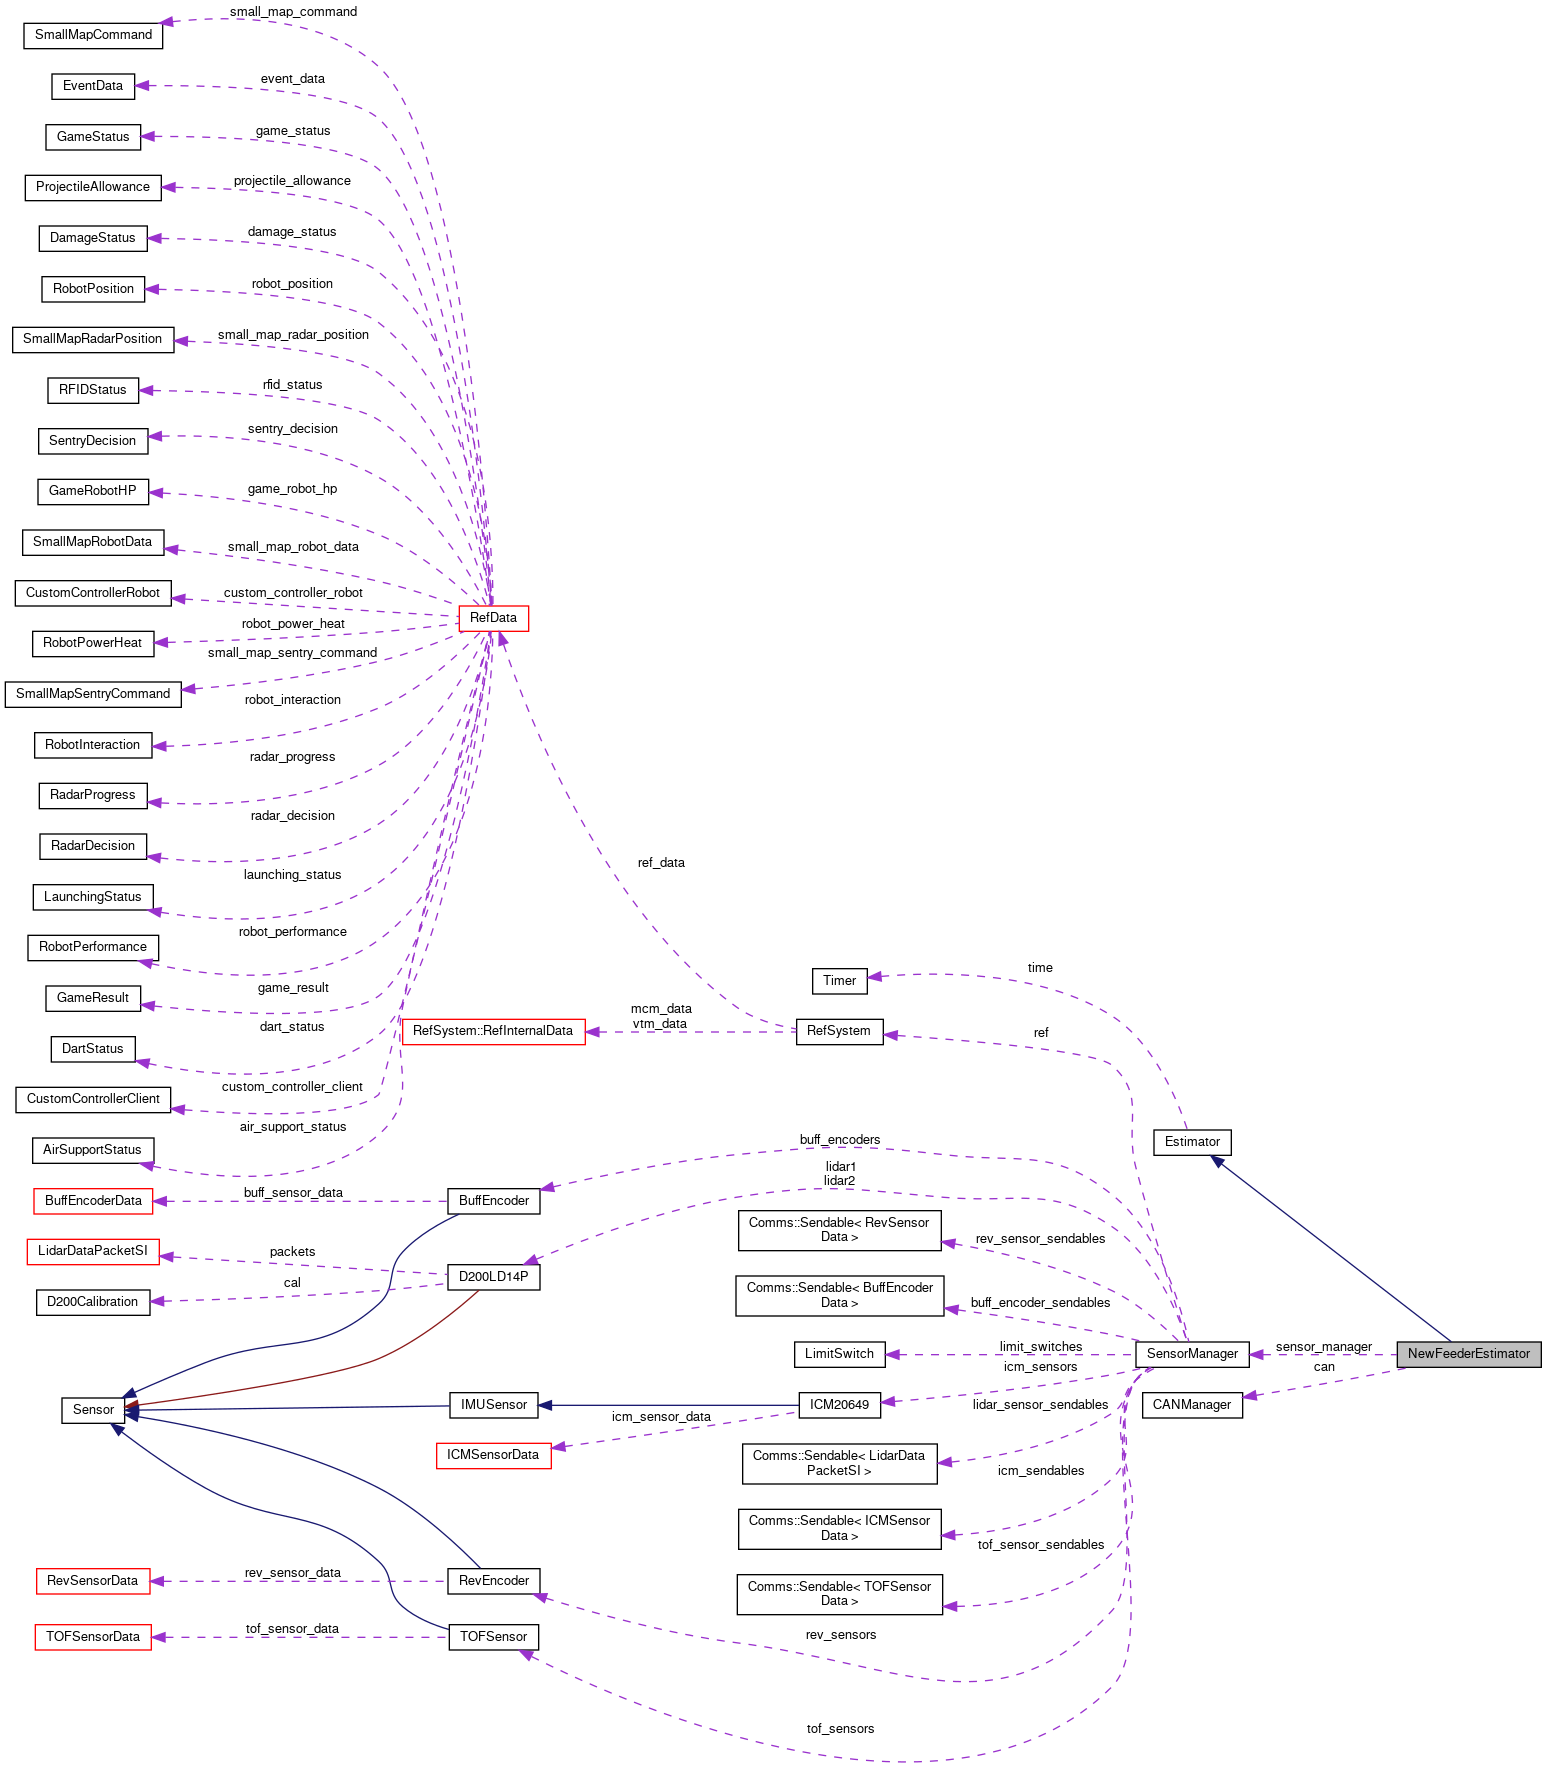 small_map_command
SmallMapCommand
event_data
EventData
game_status
GameStatus
projectile_allowance
ProjectileAllowance
damage_status
DamageStatus
robot_position
RobotPosition
small_map_radar_position
SmallMapRadarPosition
rfid_status
RFIDStatus
sentry_decision
SentryDecision
game_robot_hp
GameRobotHP
small_map_robot_data
SmallMapRobotData
custom_controller_robot
CustomControllerRobot
RefData
robot_power_heat
RobotPowerHeat
small_map_sentry_command
SmallMapSentryCommand
robot_interaction
RobotInteraction
radar_progress
RadarProgress
radar_decision
RadarDecision
ref_data
launching_status
LaunchingStatus
robot_performance
RobotPerformance
game_result
GameResult
time
Timer
mcm_data
vtm_data
RefSystem::RefInternalData
RefSystem
ref
dart_status
DartStatus
custom_controller_client
CustomControllerClient
air_support_status
AirSupportStatus
buff_encoders
Estimator
lidar1
lidar2
buff_sensor_data
BuffEncoderData
BuffEncoder
Comms::Sendable< RevSensor
Data >
rev_sensor_sendables
packets
LidarDataPacketSI
D200LD14P
cal
D200Calibration
Comms::Sendable< BuffEncoder
Data >
buff_encoder_sendables
LimitSwitch
limit_switches
SensorManager
sensor_manager
NewFeederEstimator
icm_sensors
can
Sensor
IMUSensor
ICM20649
lidar_sensor_sendables
CANManager
icm_sensor_data
ICMSensorData
Comms::Sendable< LidarData
PacketSI >
icm_sendables
Comms::Sendable< ICMSensor
Data >
tof_sensor_sendables
rev_sensor_data
RevSensorData
RevEncoder
Comms::Sendable< TOFSensor
Data >
tof_sensor_data
TOFSensorData
TOFSensor
rev_sensors
tof_sensors